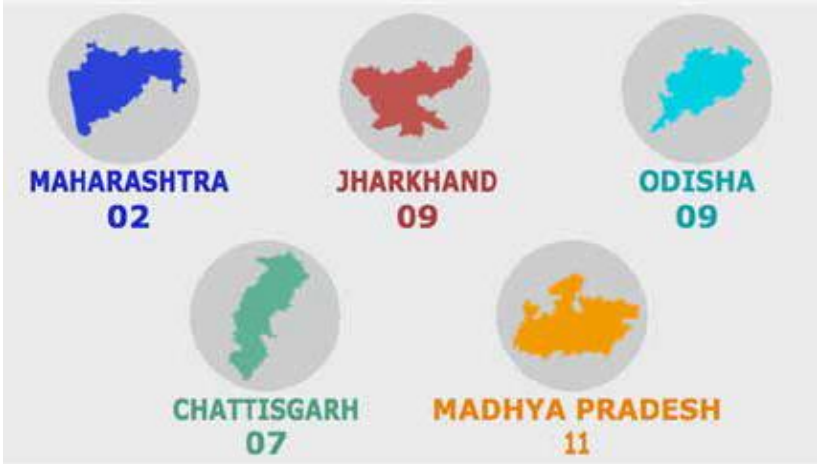 MAHARASHTRA
02
JHARKHAND
09
ODISHA
09
CHATTISGARH
07
MADHYA PRADESH
11